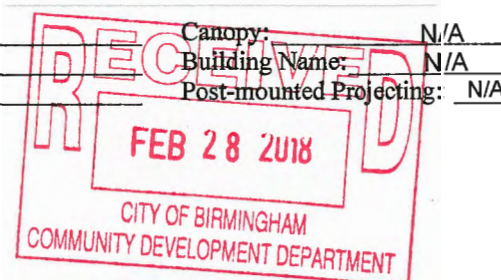 Canopy: N/A
Building Name: N/A
Post-mounted Projecting: N/A
RECEIVED
FEB 28 2018
CITY OF BIRMINGHAM
COMMUNITY DEVELOPMENT DEPARTMENT